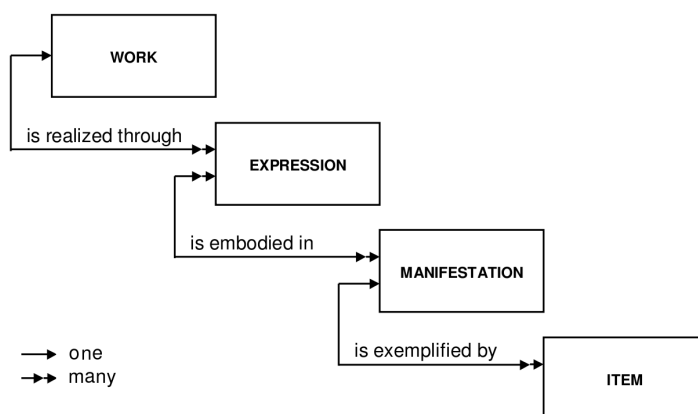 WORK
is realized through
EXPRESSION
is embodied in
MANIFESTATION
is exemplified by
ITEM
one
many